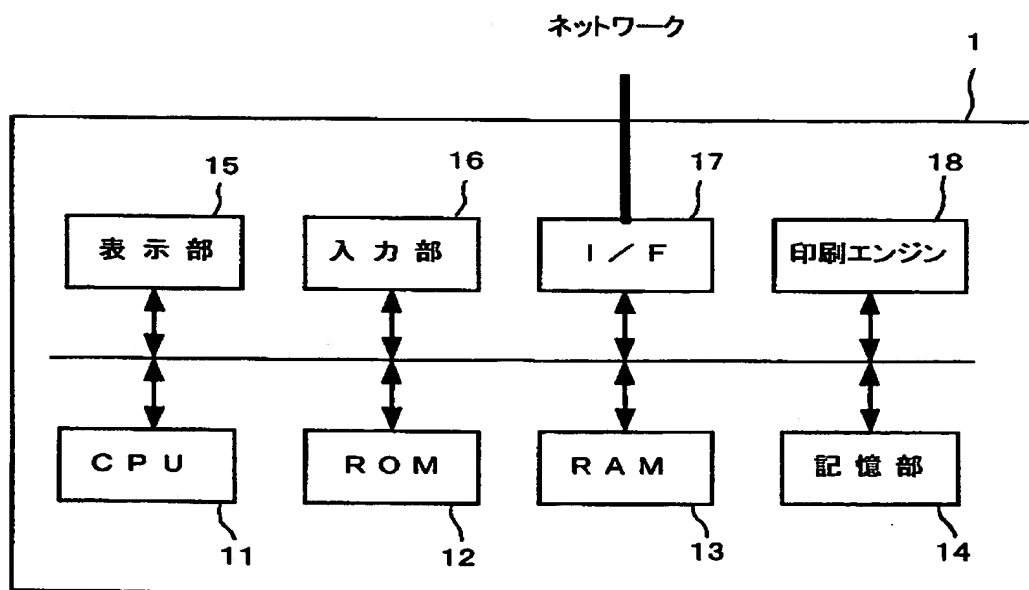 ネットワーク
1
15
16
17
18
表示部
入力部
I/F
印刷エンジン
CPU
ROM
RAM
記憶部
11
12
13
14